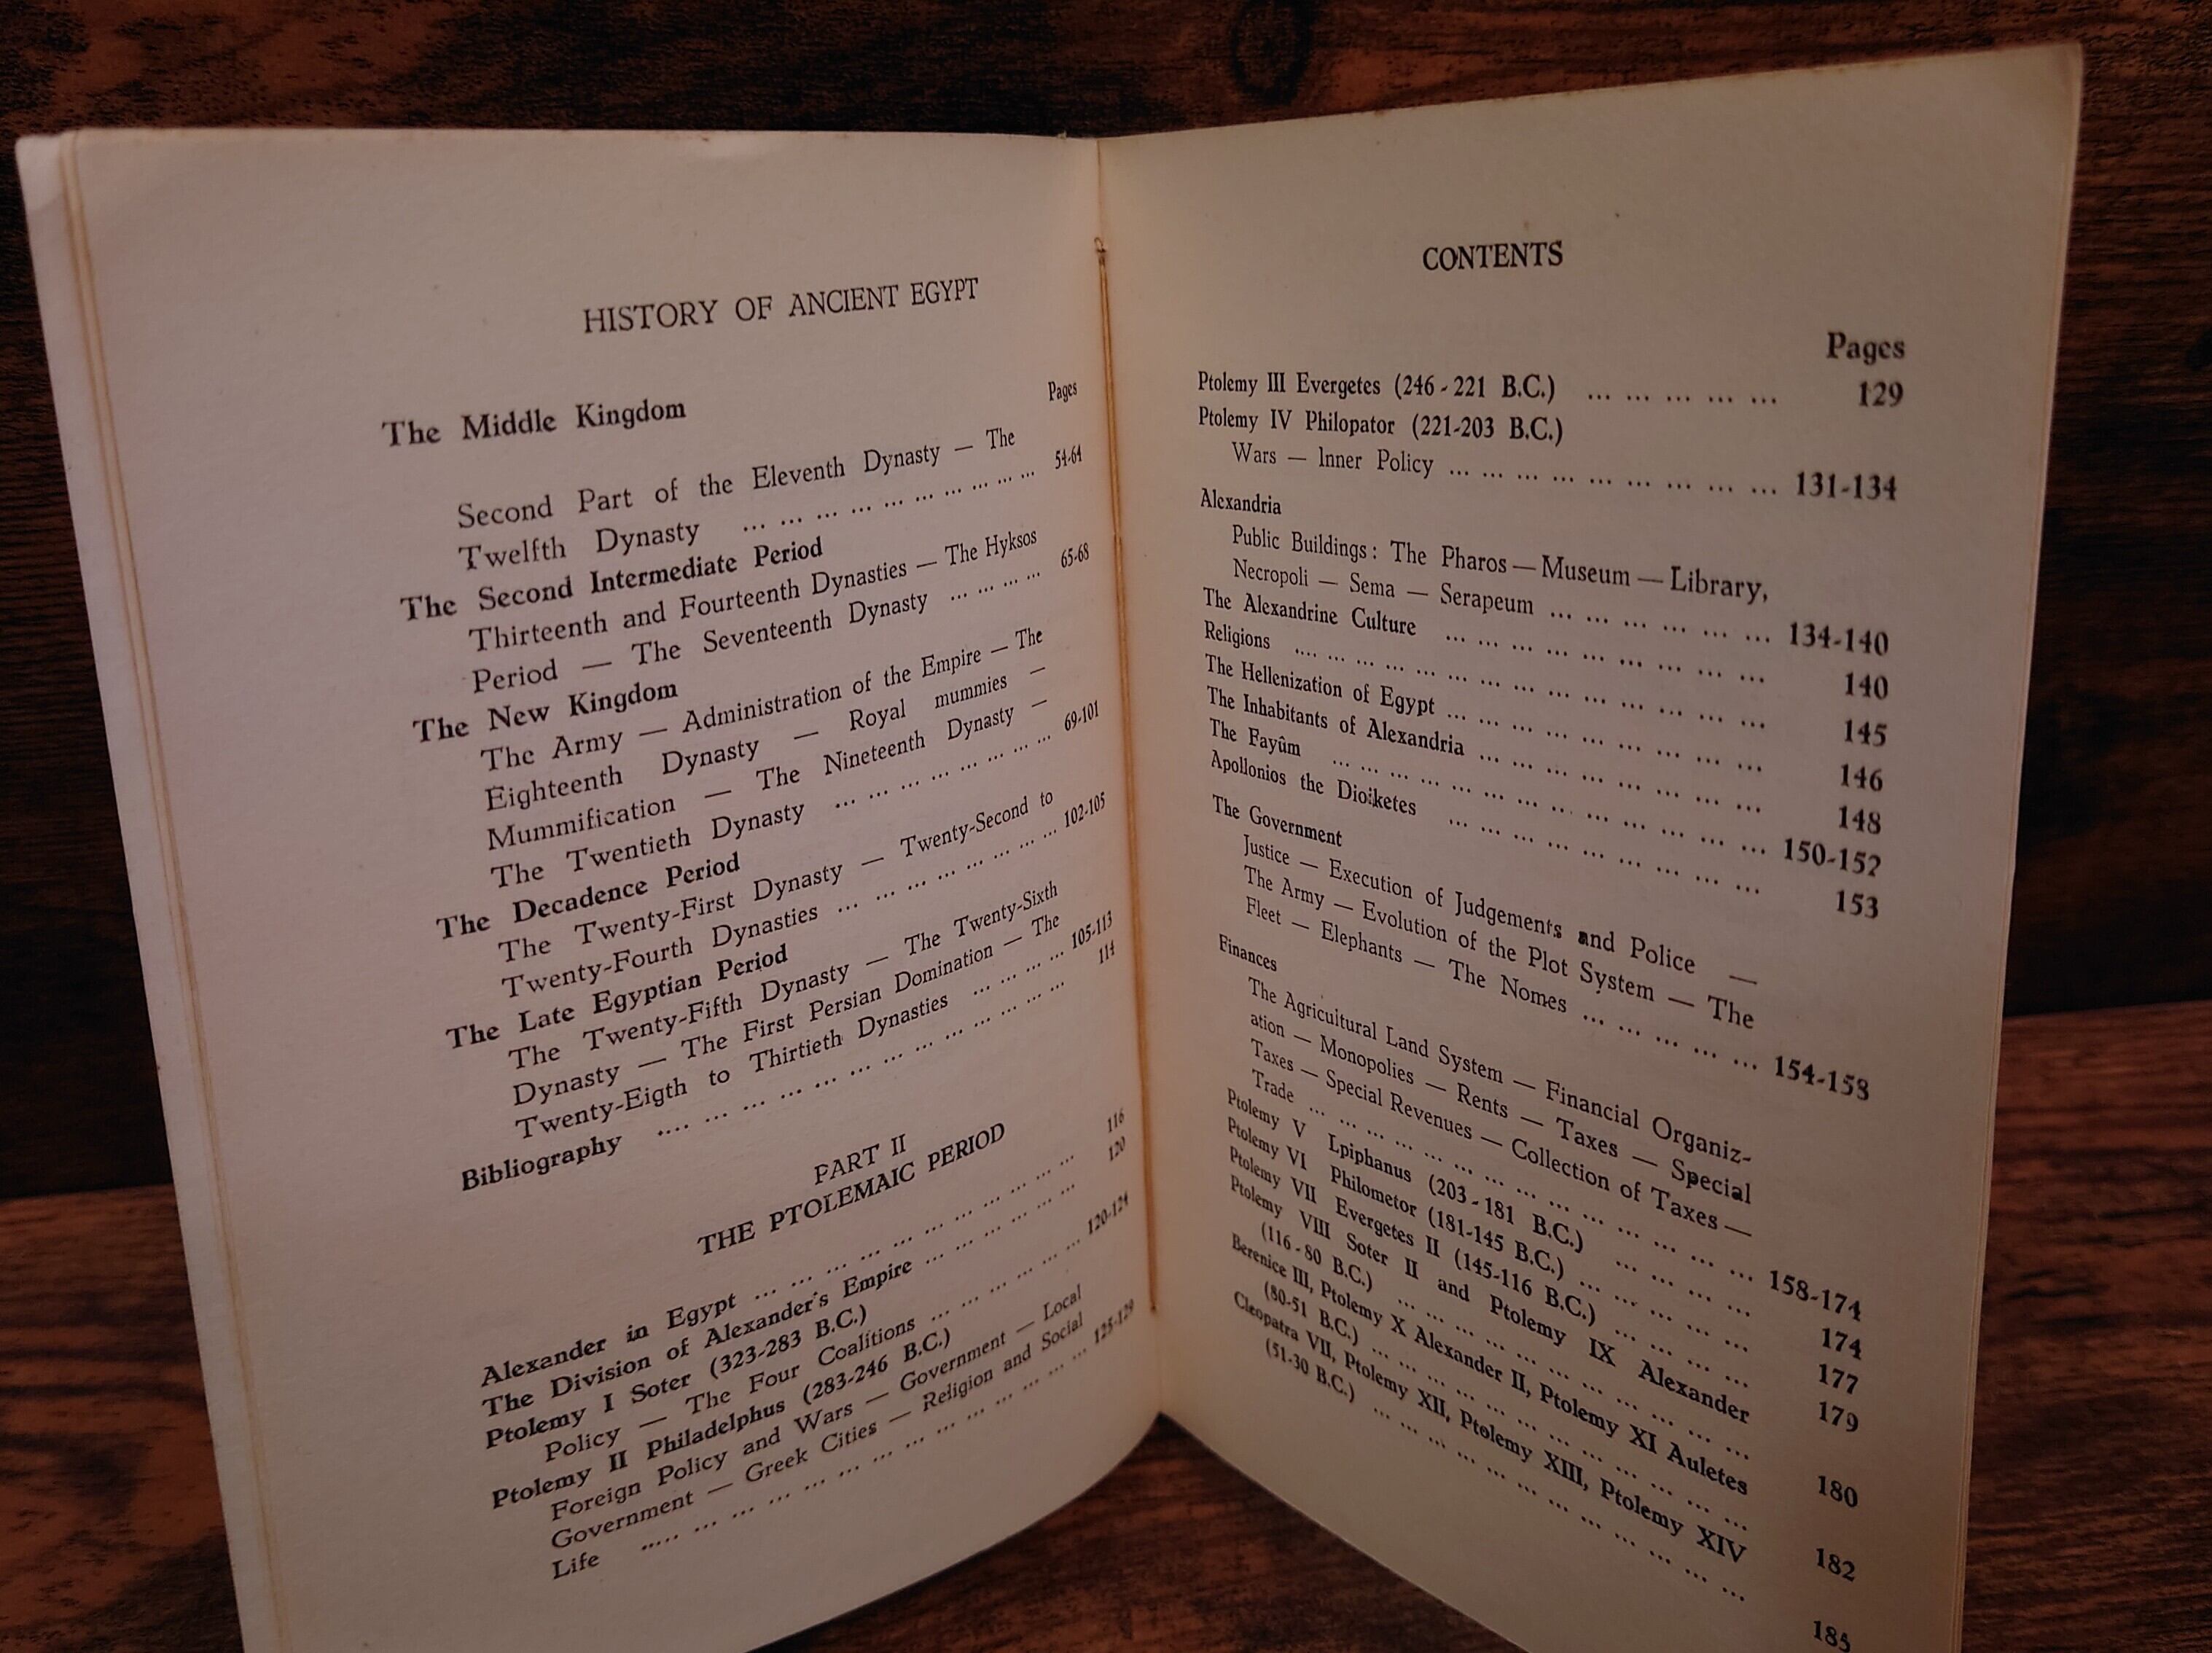 HISTORY OF ANCIENT EGYPT
Pages
The Middle Kingdom
Second Part of the Eleventh Dynasty — The
Twelfth Dynasty ... ... ... ... ... ... ... ... ... 54-64
The Second Intermediate Period
Thirteenth and Fourteenth Dynasties — The Hyksos
Period — The Seventeenth Dynasty ... ... ... 65-68
The New Kingdom
The Army — Administration of the Empire — The
Eighteenth Dynasty — Royal mummies —
Mummification — The Nineteenth Dynasty —
The Twentieth Dynasty ... ... ... ... ... ... ... 69-101
The Decadence Period
The Twenty-First Dynasty — Twenty-Second to
Twenty-Fourth Dynasties ... ... ... ... ... ... ... 102-105
The Late Egyptian Period
The Twenty-Fifth Dynasty — The Twenty-Sixth
Dynasty — The First Persian Domination — The
Twenty-Eigth to Thirtieth Dynasties ... ... ... ... 105-113
Bibliography .... ... ... ... ... ... ... ... ... ... ... 114
PART II
THE PTOLEMAIC PERIOD
Alexander in Egypt ... ... ... ... ... ... ... ... ... 116
The Division of Alexander's Empire ... ... ... ... ... 120
Ptolemy I Soter (323-283 B.C.)
Policy — The Four Coalitions ... ... ... ... ... ... 120-124
Ptolemy II Philadelphus (283-246 B.C.)
Foreign Policy and Wars — Government — Local
Government — Greek Cities — Religion and Social
Life ..... ... ... ... ... ... ... ... ... ... ... ... 125-129
CONTENTS
Pages
Ptolemy III Evergetes (246 - 221 B.C.) ... ... ... ... ... 129
Ptolemy IV Philopator (221-203 B.C.)
Wars — Inner Policy ... ... ... ... ... ... ... ... ... ... 131-134
Alexandria
Public Buildings : The Pharos — Museum — Library,
Necropoli — Sema — Serapeum ... ... ... ... ... ... ... 134-140
The Alexandrine Culture ... ... ... ... ... ... ... ... ... 140
Religions .... ... ... ... ... ... ... ... ... ... ... ... ... 145
The Hellenization of Egypt ... ... ... ... ... ... ... ... ... 146
The Inhabitants of Alexandria ... ... ... ... ... ... ... ... 148
The Fayûm ... ... ... ... ... ... ... ... ... ... ... ... 150-152
Apollonios the Dioiketes ... ... ... ... ... ... ... ... ... 153
The Government
Justice — Execution of Judgements and Police —
The Army — Evolution of the Plot System — The
Fleet — Elephants — The Nomes ... ... ... ... ... ... 154-158
Finances
The Agricultural Land System — Financial Organiz-
ation — Monopolies — Rents — Taxes — Special
Taxes — Special Revenues — Collection of Taxes —
Trade ... ... ... ... ... ... ... ... ... ... ... ... ... 158-174
Ptolemy V Lpiphanus (203 - 181 B.C.) ... ... ... ... 174
Ptolemy VI Philometor (181-145 B.C.) ... ... ... ... ... 177
Ptolemy VII Evergetes II (145-116 B.C.) ... ... ... ... 179
Ptolemy VIII Soter II and Ptolemy IX Alexander
(116 - 80 B.C.) ... ... ... ... ... ... ... ... ... ... 180
Berenice III, Ptolemy X Alexander II, Ptolemy XI Auletes
(80-51 B.C.) ... ... ... ... ... ... ... ... ... ... ... 182
Cleopatra VII, Ptolemy XII, Ptolemy XIII, Ptolemy XIV
(51-30 B.C.) ... ... ... ... ... ... ... ... ... ... ... 185